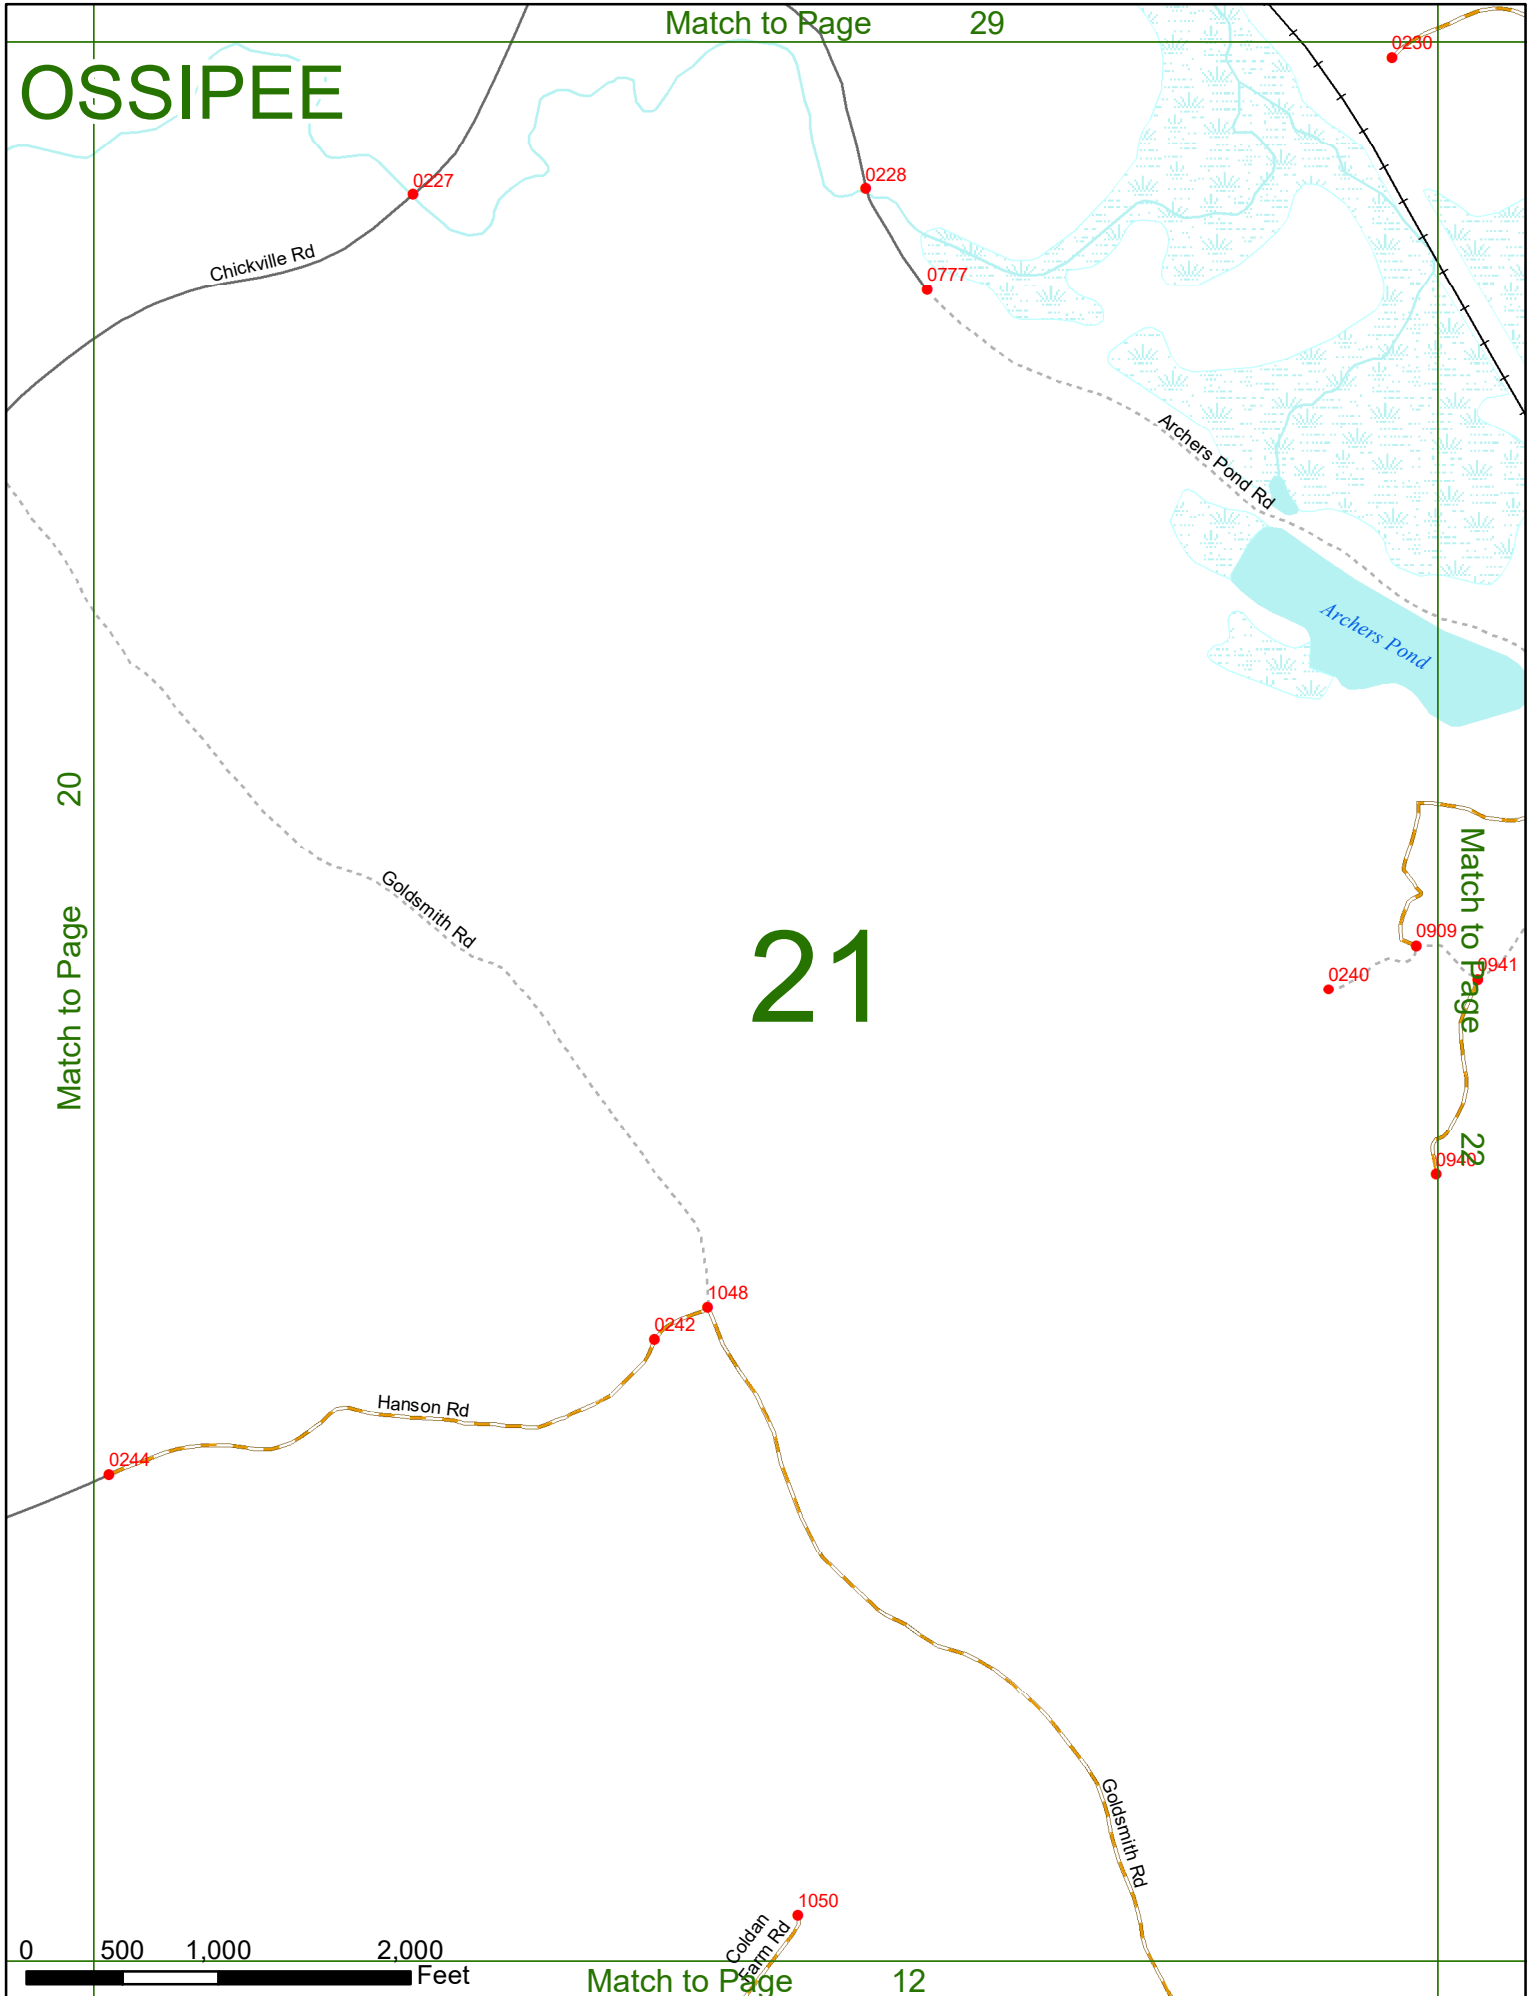 Match to Page 29
OSSIPEE
0230
0227
0228
Chickville Rd
0777
Archers Pond Rd
Archers Pond
Match to Page 20
Goldsmith Rd
21
Match to Page 22
0909
0240
0941
0940
1048
0242
Hanson Rd
0244
Goldsmith Rd
1050
Coldan
Farm Rd
0 500 1,000 2,000
Feet
Match to Page 12